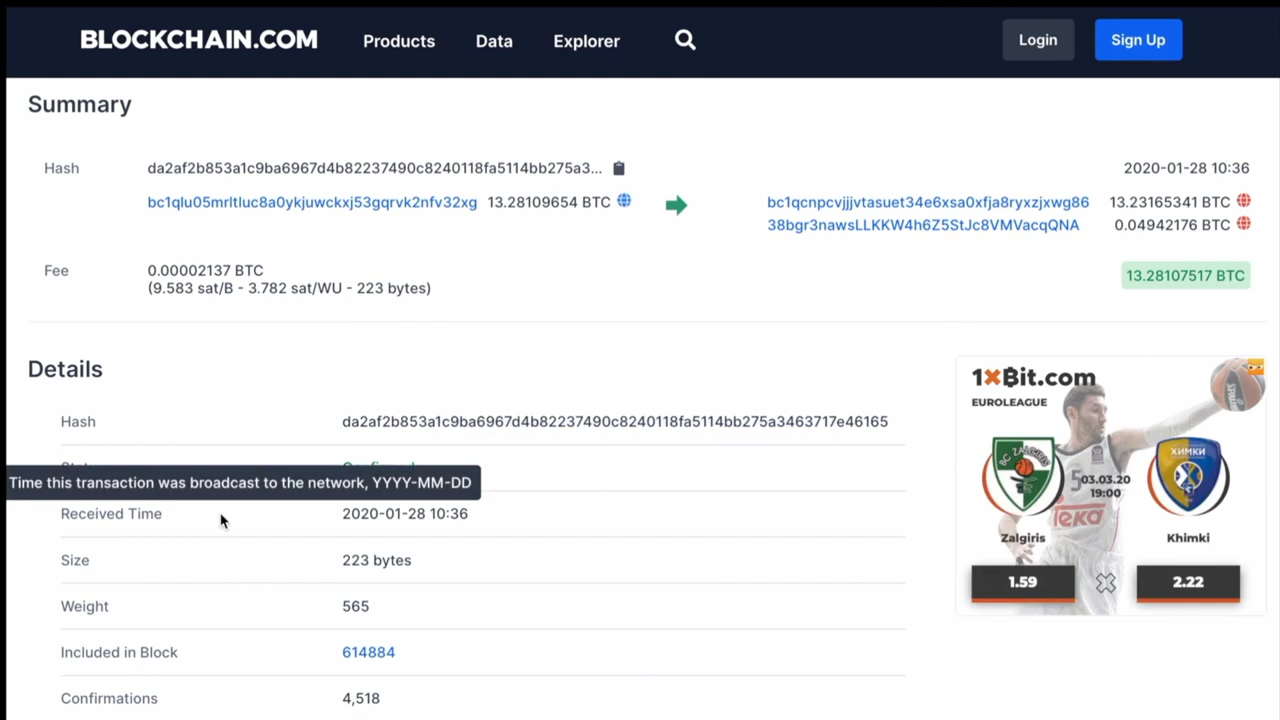 BLOCKCHAIN.COM Products Data Explorer Login Sign Up
Summary
Hash da2af2b853a1c9ba6967d4b82237490c8240118fa5114bb275a3... 2020-01-28 10:36
bc1qlu05mrltluc8a0ykjuwckxj53gqrvk2nfv32xg 13.28109654 BTC bc1qcnpcvjjjvtasuet34e6xsa0xfja8ryxzjxwg86 13.23165341 BTC
38bgr3nawsLLKKW4h6Z5StJc8VMVacqQNA 0.04942176 BTC
Fee 0.00002137 BTC
(9.583 sat/B - 3.782 sat/WU - 223 bytes) 13.28107517 BTC
Details
Hash da2af2b853a1c9ba6967d4b82237490c8240118fa5114bb275a3463717e46165
Time this transaction was broadcast to the network, YYYY-MM-DD
Received Time 2020-01-28 10:36
Size 223 bytes
Weight 565
Included in Block 614884
Confirmations 4,518
1xBit.com
EUROLEAGUE
BC ZALGIRIS
ХИМКИ
03.03.20
19:00
Teka
Zalgiris Khimki
1.59 2.22